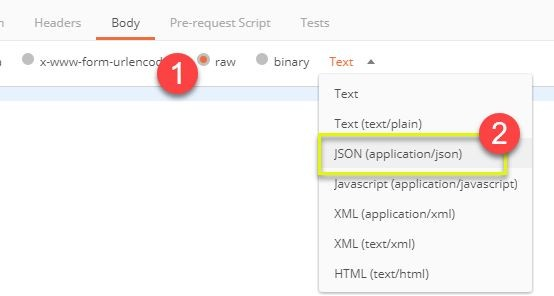 Headers Body Pre-request Script Tests
x-www-form-urlencod 1 raw binary Text
Text
Text (text/plain)
2
JSON (application/json)
Javascript (application/javascript)
XML (application/xml)
XML (text/xml)
HTML (text/html)